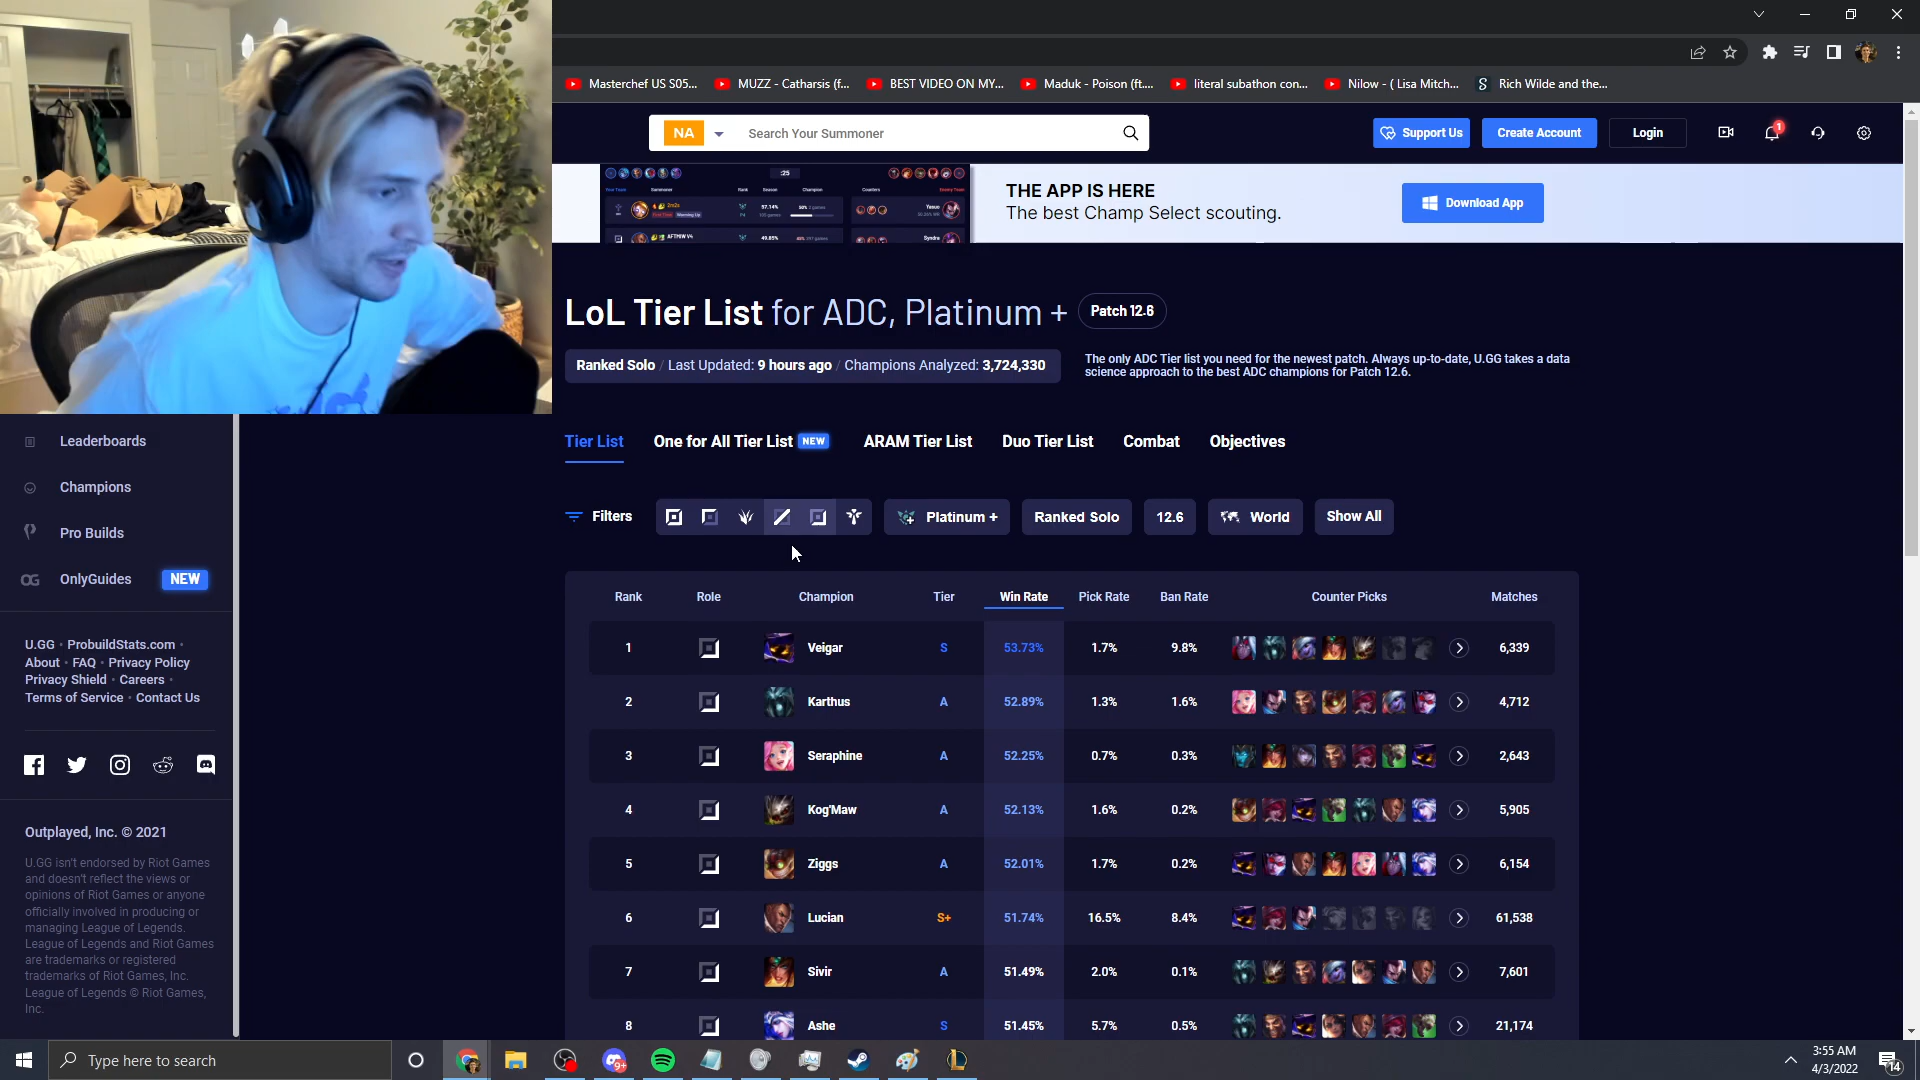 Masterchef US S05...
MUZZ - Catharsis (f...
BEST VIDEO ON MY...
Maduk - Poison (ft....
literal subathon con...
Nilow - ( Lisa Mitch...
Rich Wilde and the...
NA
Search Your Summoner
Support Us
Create Account
Login
1
THE APP IS HERE
The best Champ Select scouting.
Download App
LoL Tier List for ADC, Platinum +
Patch 12.6
Ranked Solo / Last Updated: 9 hours ago / Champions Analyzed: 3,724,330
The only ADC Tier list you need for the newest patch. Always up-to-date, U.GG takes a data
science approach to the best ADC champions for Patch 12.6.
Tier List
One for All Tier List NEW
ARAM Tier List
Duo Tier List
Combat
Objectives
Filters
Platinum +
Ranked Solo
12.6
World
Show All
Rank Role Champion Tier Win Rate Pick Rate Ban Rate Counter Picks Matches
1 Veigar S 53.73% 1.7% 9.8% 6,339
2 Karthus A 52.89% 1.3% 1.6% 4,712
3 Seraphine A 52.25% 0.7% 0.3% 2,643
4 Kog'Maw A 52.13% 1.6% 0.2% 5,905
5 Ziggs A 52.01% 1.7% 0.2% 6,154
6 Lucian S+ 51.74% 16.5% 8.4% 61,538
7 Sivir A 51.49% 2.0% 0.1% 7,601
8 Ashe S 51.45% 5.7% 0.5% 21,174
Leaderboards
Champions
Pro Builds
OG OnlyGuides NEW
U.GG · ProbuildStats.com ·
About · FAQ · Privacy Policy
Privacy Shield · Careers ·
Terms of Service · Contact Us
Outplayed, Inc. © 2021
U.GG isn't endorsed by Riot Games
and doesn't reflect the views or
opinions of Riot Games or anyone
officially involved in producing or
managing League of Legends.
League of Legends and Riot Games
are trademarks or registered
trademarks of Riot Games, Inc.
League of Legends © Riot Games,
Inc.
Type here to search
9+
3:55 AM
4/3/2022
14